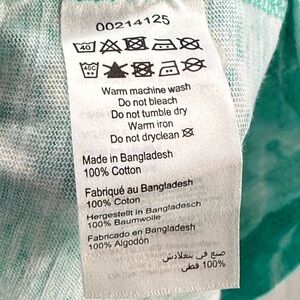 00214125
40
40C
Warm machine wash
Do not bleach
Do not tumble dry
Warm iron
Do not dryclean
Made in Bangladesh
100% Cotton
Fabriqué au Bangladesh
100% Coton
Hergestellt in Bangladesch
100% Baumwolle
Fabricado en Bangladesh
100% Algodón
صنع في بنغلادش
100% قطن